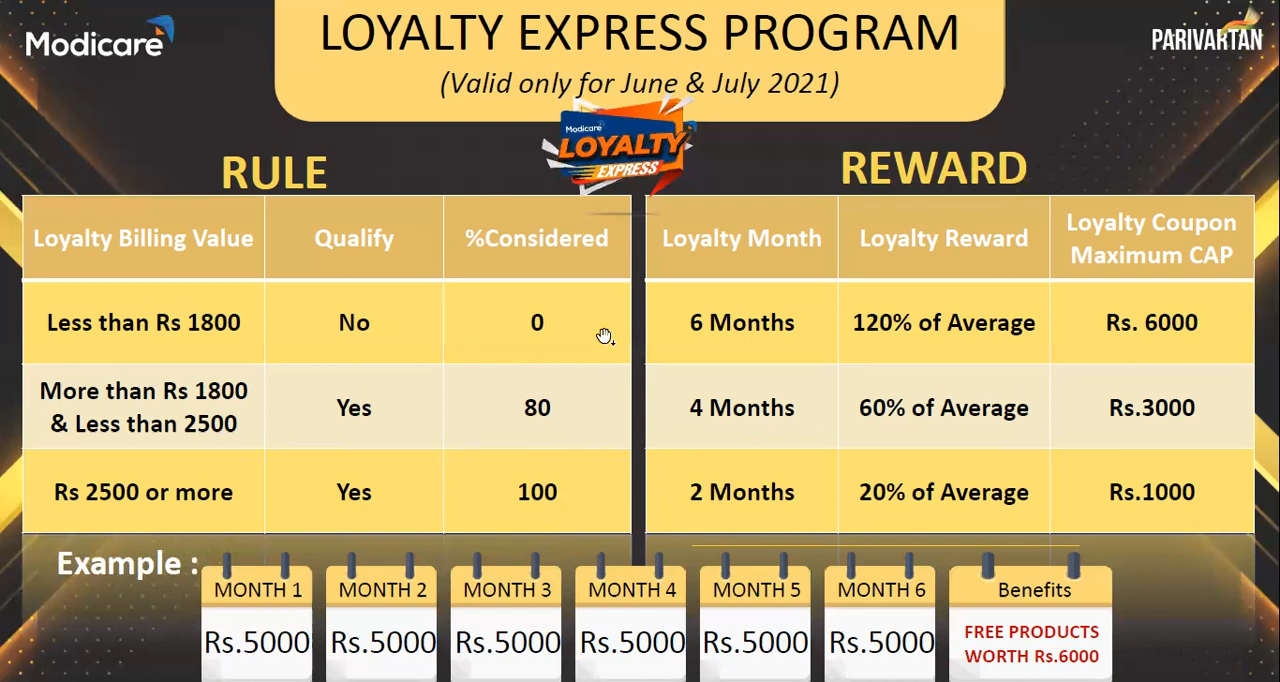 Modicare
LOYALTY EXPRESS PROGRAM
(Valid only for June & July 2021)
PARIVARTAN
Modicare
LOYALTY
EXPRESS
RULE
REWARD
Loyalty Billing Value
Qualify
%Considered
Loyalty Month
Loyalty Reward
Loyalty Coupon
Maximum CAP
Less than Rs 1800
No
0
6 Months
120% of Average
Rs. 6000
More than Rs 1800
& Less than 2500
Yes
80
4 Months
60% of Average
Rs.3000
Rs 2500 or more
Yes
100
2 Months
20% of Average
Rs.1000
Example :
MONTH 1
MONTH 2
MONTH 3
MONTH 4
MONTH 5
MONTH 6
Benefits
Rs.5000
Rs.5000
Rs.5000
Rs.5000
Rs.5000
Rs.5000
FREE PRODUCTS
WORTH Rs.6000